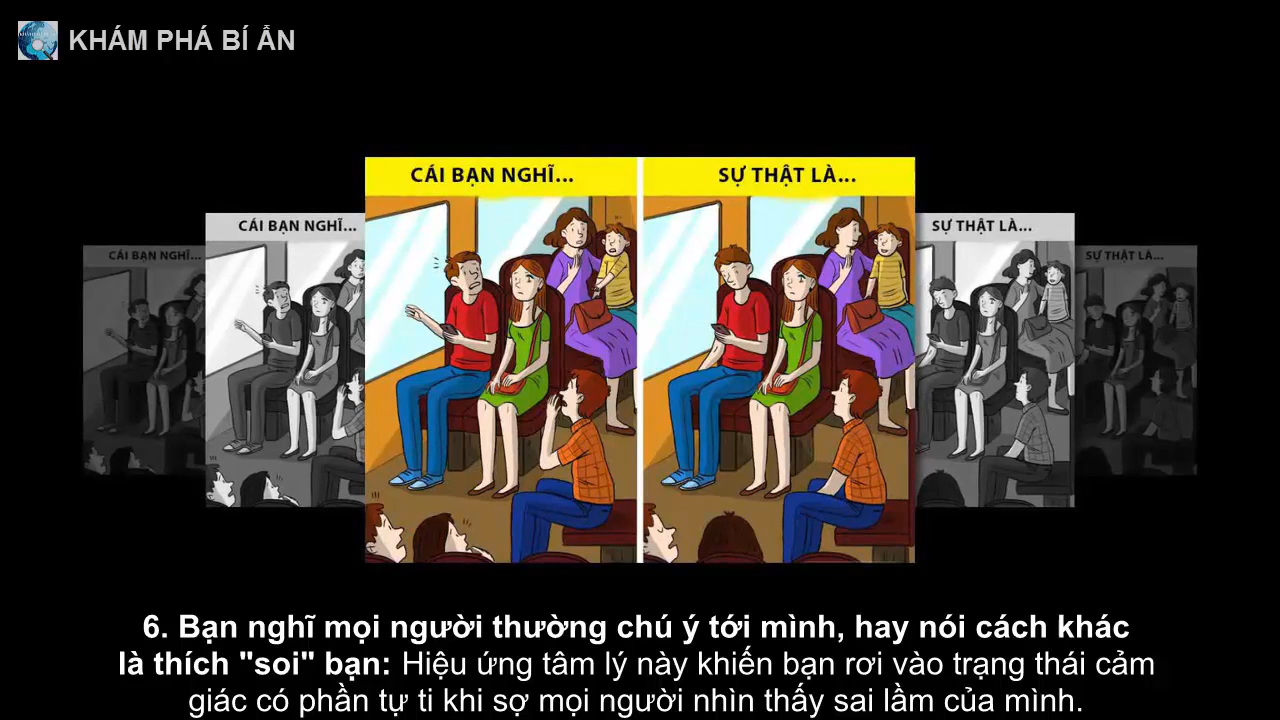 KHÁM PHÁ BÍ ẨN
CÁI BẠN NGHĨ...
SỰ THẬT LÀ...
CÁI BẠN NGHĨ...
SỰ THẬT LÀ...
CÁI BẠN NGHĨ...
SỰ THẬT LÀ...
6. Bạn nghĩ mọi người thường chú ý tới mình, hay nói cách khác
là thích "soi" bạn: Hiệu ứng tâm lý này khiến bạn rơi vào trạng thái cảm
giác có phần tự ti khi sợ mọi người nhìn thấy sai lầm của mình.